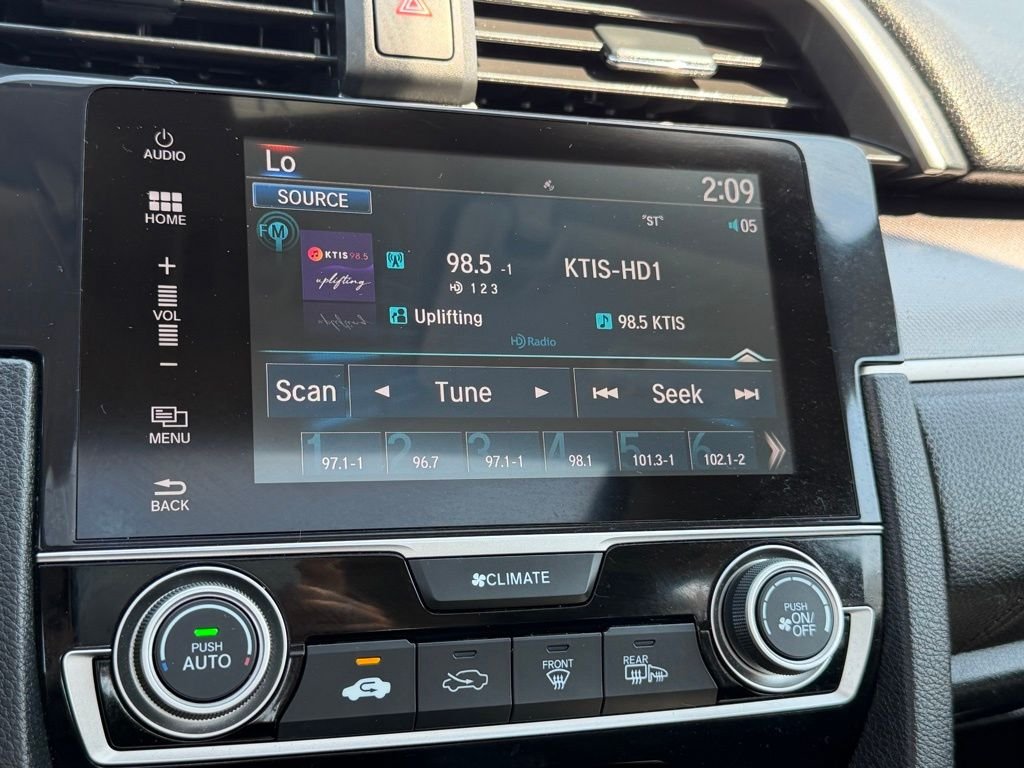 AUDIO
HOME
+
VOL
−
MENU
BACK
Lo
2:09
SOURCE
"ST"
05
FM
KTIS 98.5
uplifting
98.5 -1
KTIS-HD1
HD 1 2 3
Uplifting
98.5 KTIS
HD Radio
Scan
Tune
Seek
1 97.1-1
2 96.7
3 97.1-1
4 98.1
5 101.3-1
6 102.1-2
CLIMATE
PUSH
AUTO
FRONT
REAR
PUSH
ON/
OFF